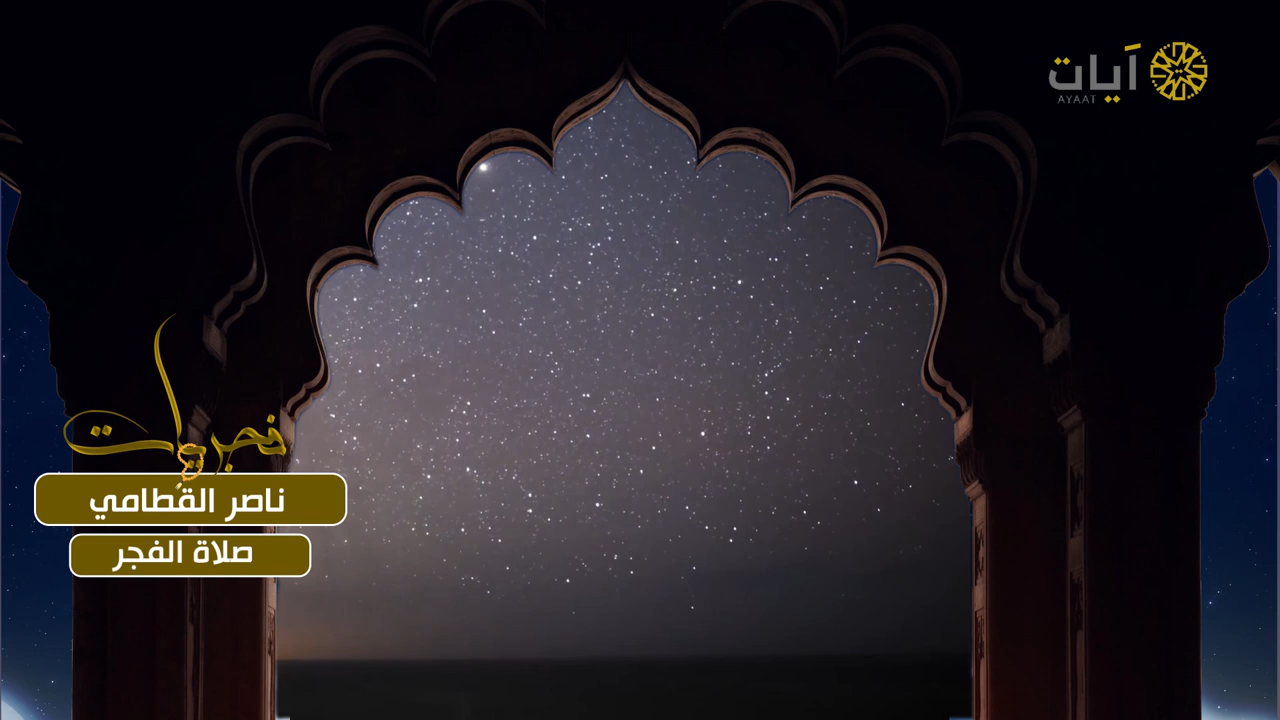 آيات
AYAAT
فجريات
ناصر القطامي
صلاة الفجر